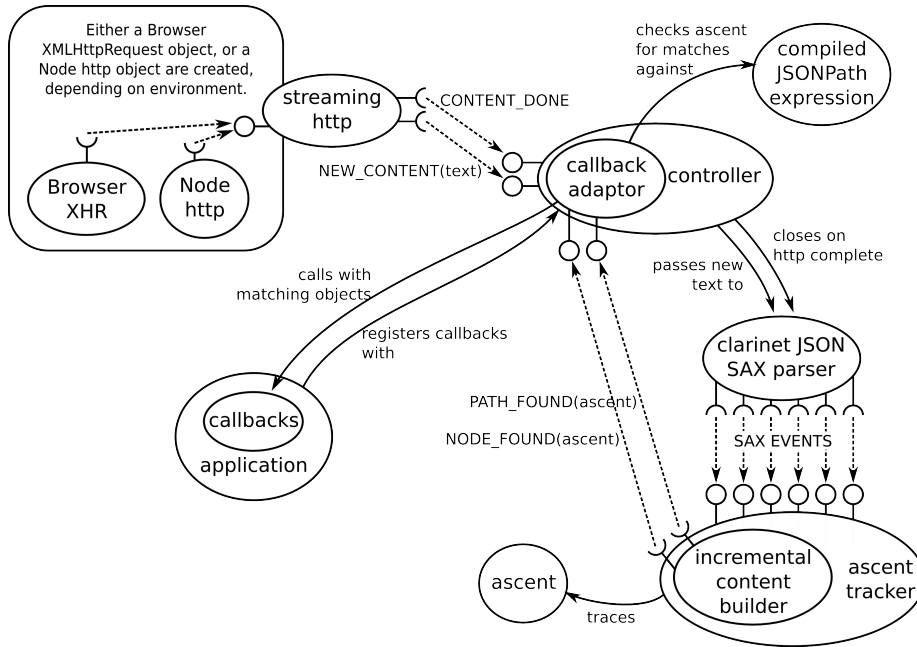 Either a Browser
XMLHttpRequest object, or a
Node http object are created,
depending on environment.
Browser
XHR
Node
http
streaming
http
CONTENT_DONE
NEW_CONTENT(text)
checks ascent
for matches
against
compiled
JSONPath
expression
callback
adaptor
controller
closes on
http complete
passes new
text to
calls with
matching objects
registers callbacks
with
callbacks
application
clarinet JSON
SAX parser
PATH_FOUND(ascent)
NODE_FOUND(ascent)
SAX EVENTS
incremental
content
builder
ascent
tracker
ascent
traces